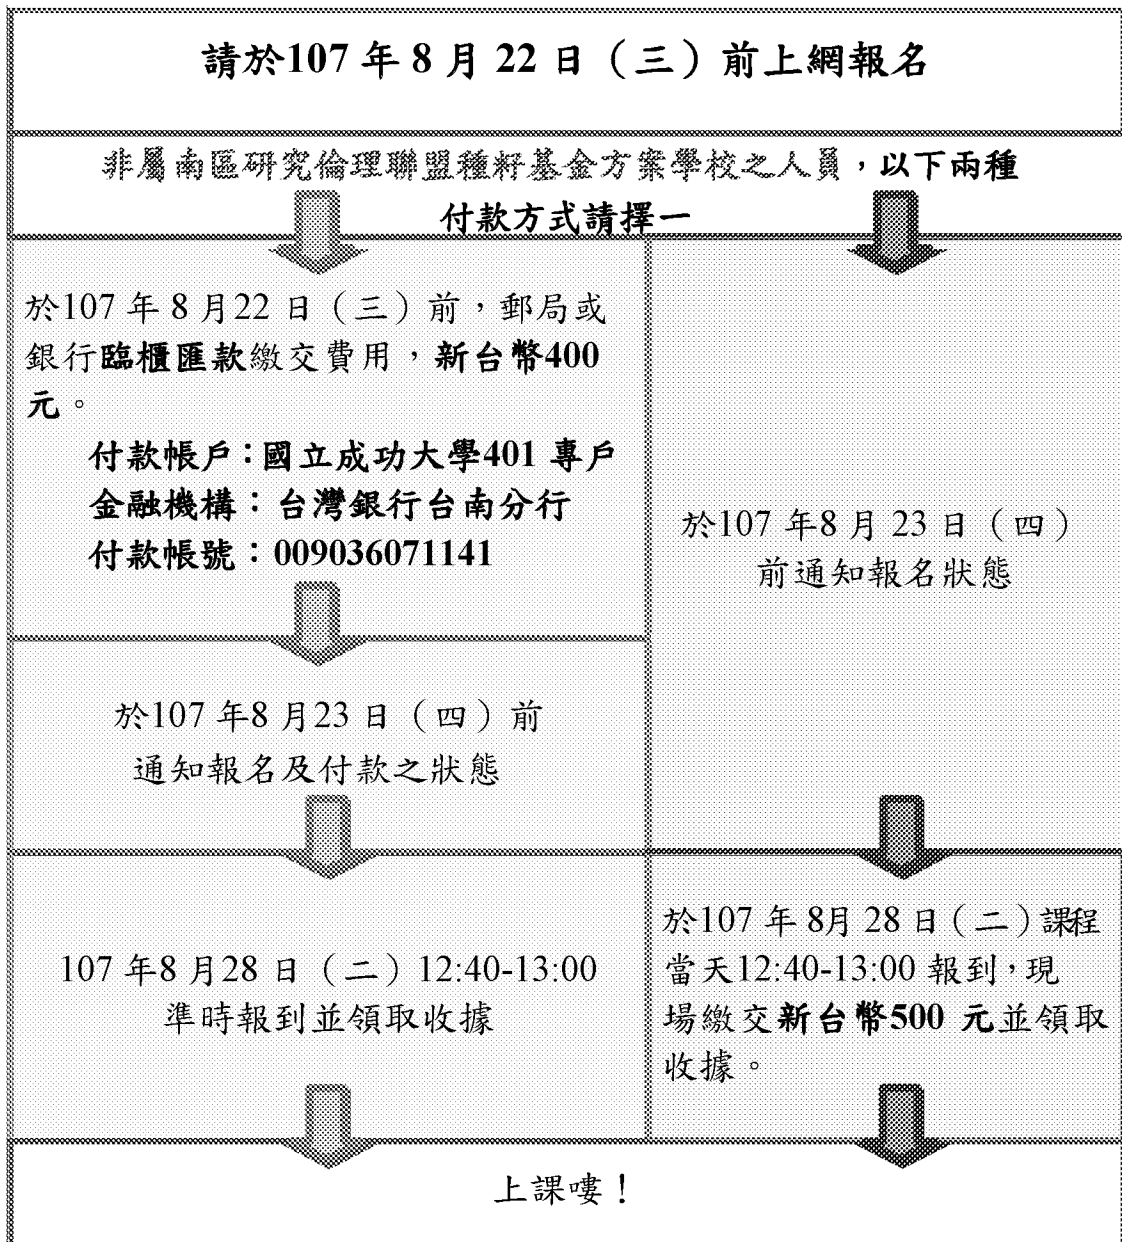 請於107 年 8 月 22 日（三）前上網報名
非屬南區研究倫理聯盟種籽基金方案學校之人員，以下兩種
付款方式請擇一
於107 年 8 月22 日（三）前，郵局或
銀行臨櫃匯款繳交費用，新台幣400
元。
付款帳戶：國立成功大學401 專戶
金融機構：台灣銀行台南分行
付款帳號：009036071141
於107 年8 月23 日（四）前
通知報名及付款之狀態
107 年8 月28 日（二）12:40-13:00
準時報到並領取收據
於107 年8 月 23 日（四）
前通知報名狀態
於107 年 8月 28 日（二）課程
當天12:40-13:00 報到，現
場繳交新台幣500 元並領取
收據。
上課嘍！